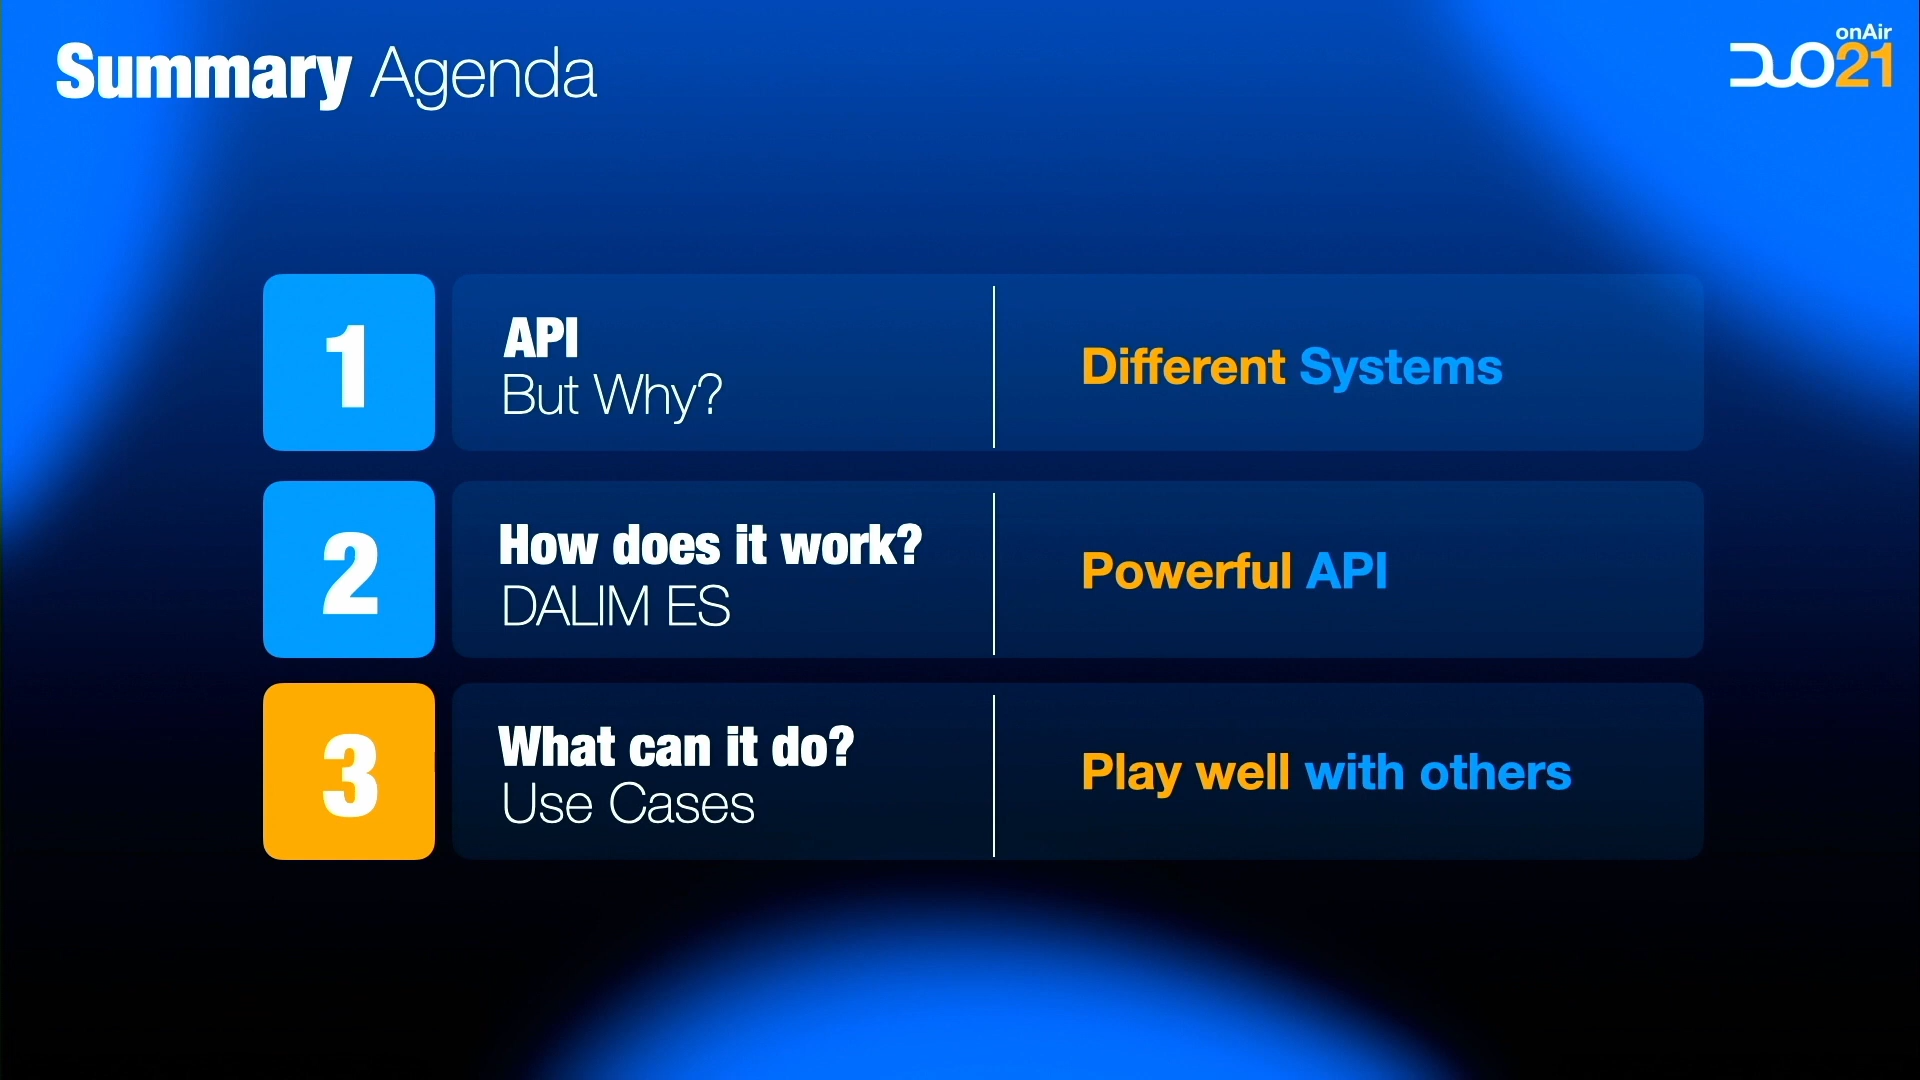 Summary Agenda
onAir
DUO21
1
API
But Why?
Different Systems
2
How does it work?
DALIM ES
Powerful API
3
What can it do?
Use Cases
Play well with others